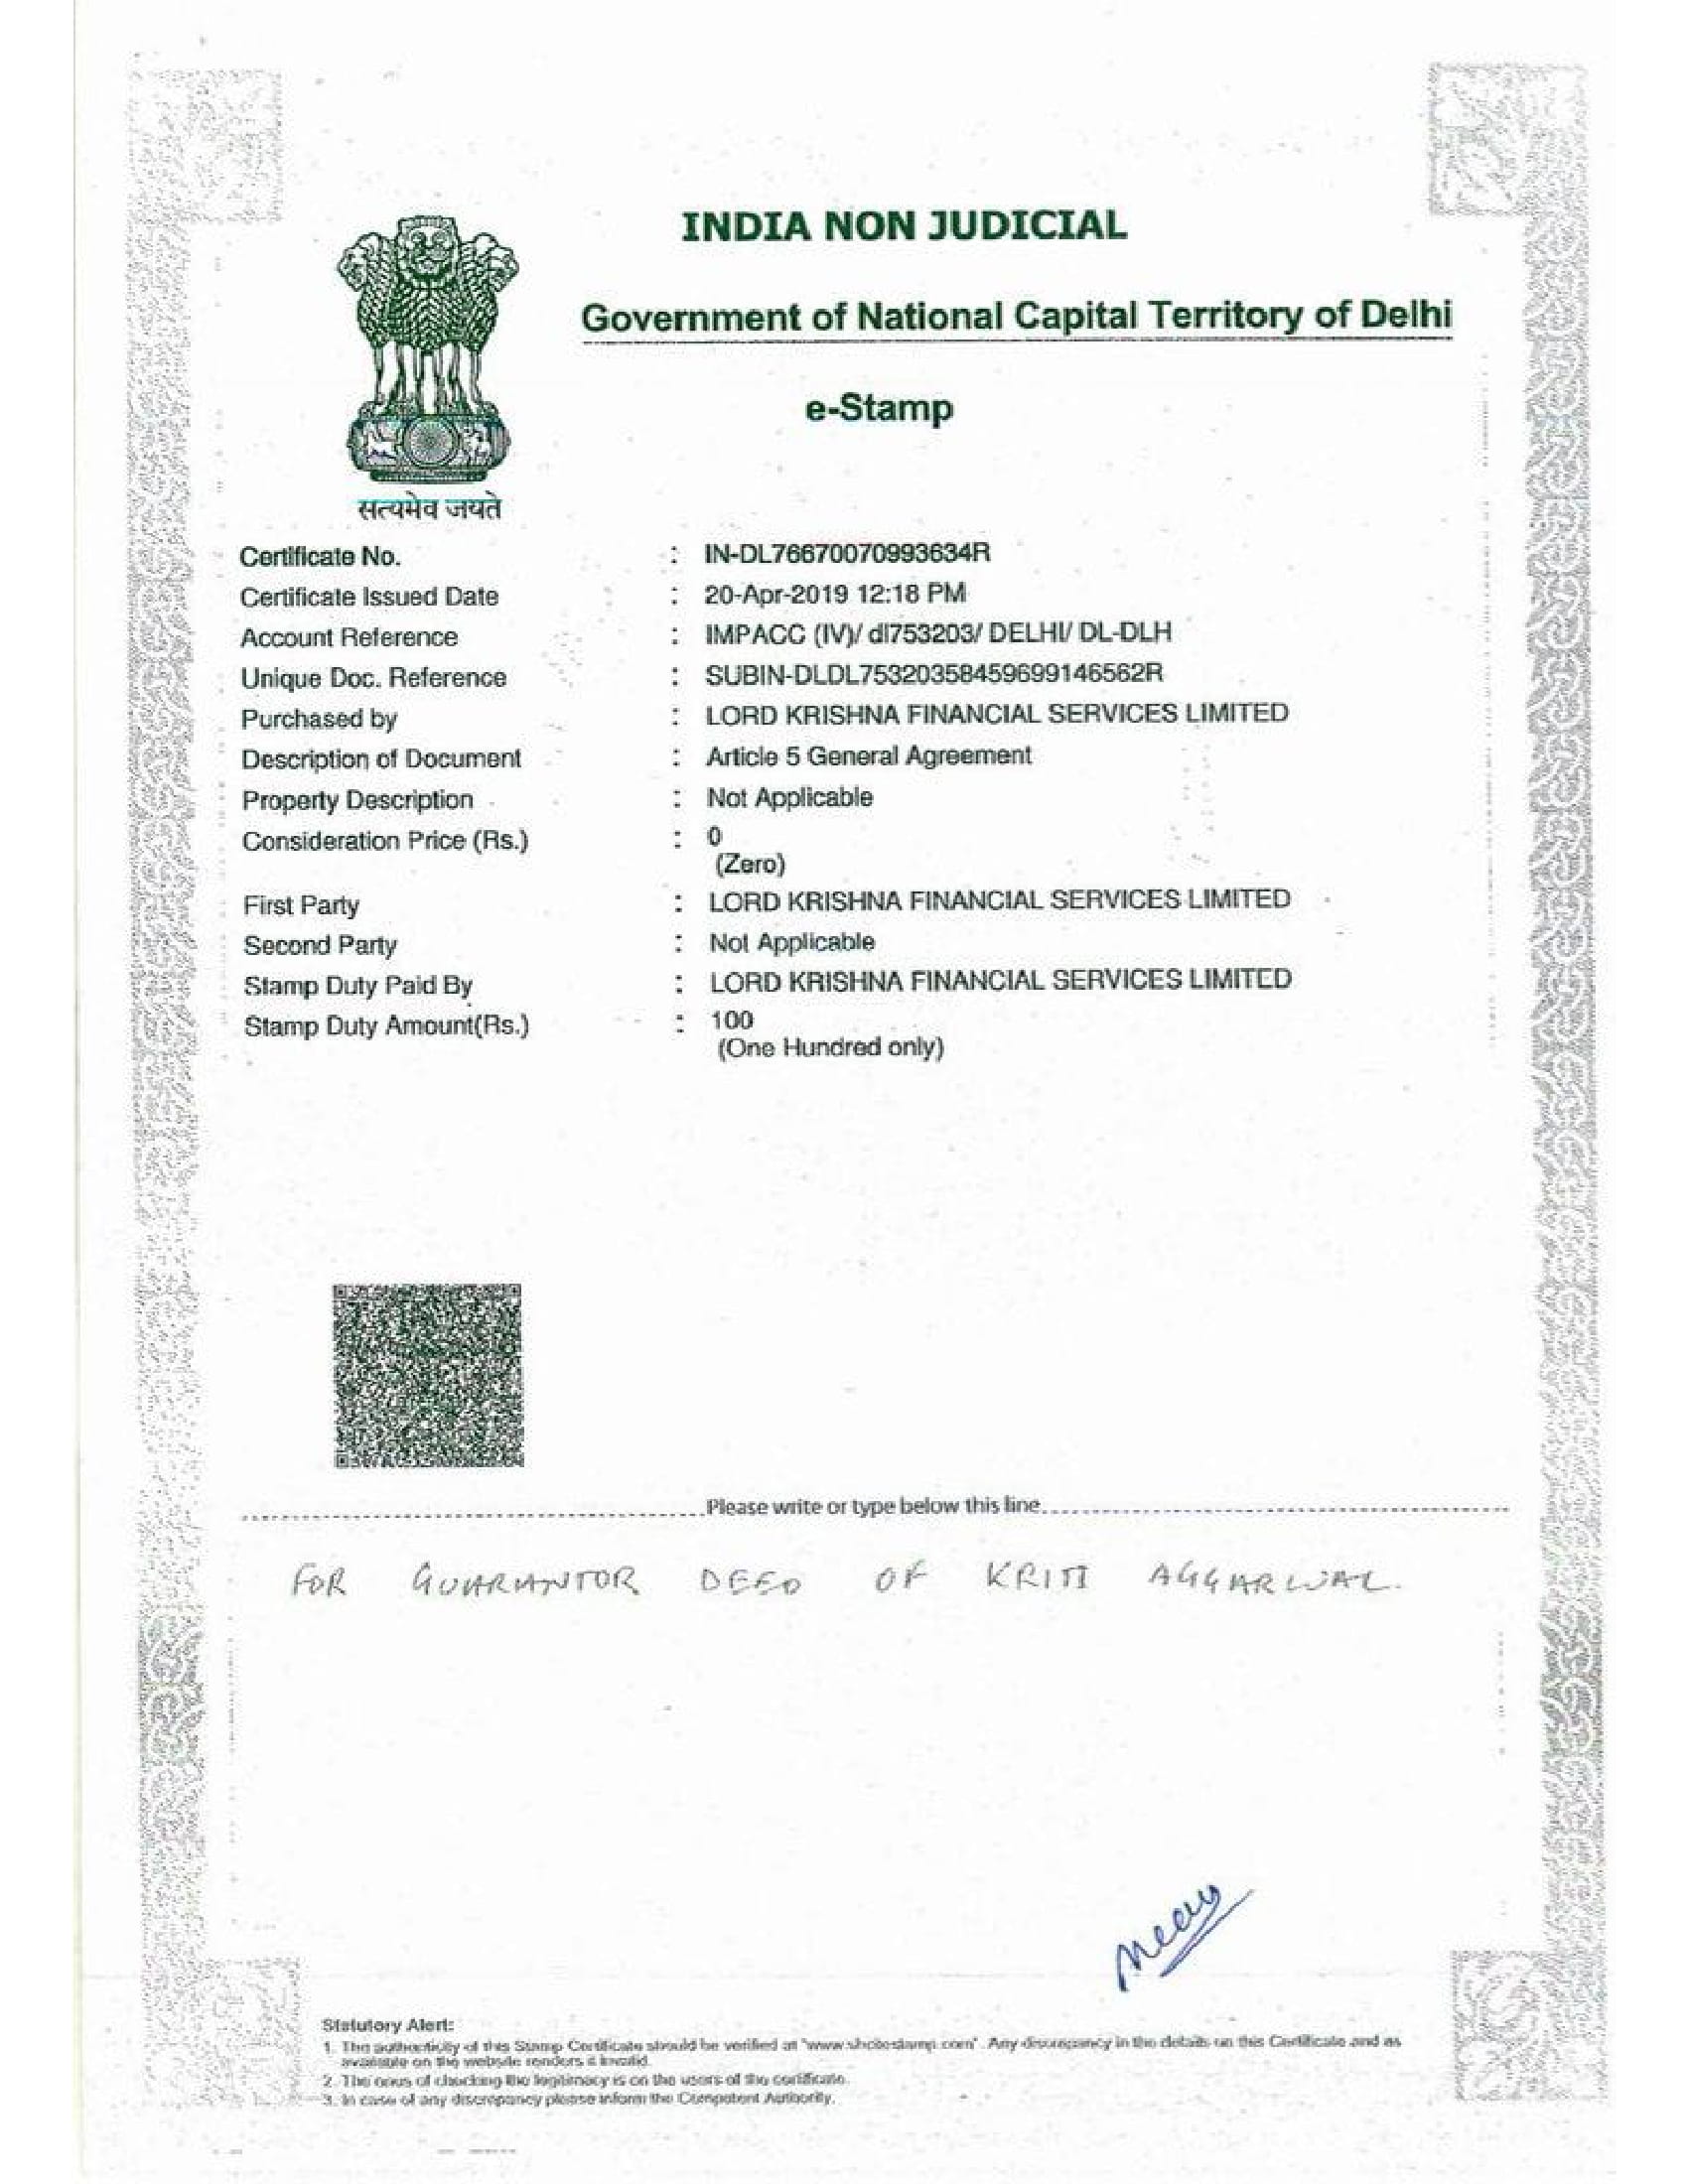 INDIA NON JUDICIAL
Government of National Capital Territory of Delhi
e-Stamp
सत्यमेव जयते
Certificate No. : IN-DL76670070993634R
Certificate Issued Date : 20-Apr-2019 12:18 PM
Account Reference : IMPACC (IV)/ dl753203/ DELHI/ DL-DLH
Unique Doc. Reference : SUBIN-DLDL75320358459699146562R
Purchased by : LORD KRISHNA FINANCIAL SERVICES LIMITED
Description of Document : Article 5 General Agreement
Property Description : Not Applicable
Consideration Price (Rs.) : 0
(Zero)
First Party : LORD KRISHNA FINANCIAL SERVICES LIMITED
Second Party : Not Applicable
Stamp Duty Paid By : LORD KRISHNA FINANCIAL SERVICES LIMITED
Stamp Duty Amount(Rs.) : 100
(One Hundred only)
Please write or type below this line
FOR GUARANTOR DEED OF KRITI AGGARWAL.
Statutory Alert:
1. The authenticity of this Stamp Certificate should be verified at "www.shcilestamp.com". Any discrepancy in the details on this Certificate and as
available on the website renders it invalid.
2. The onus of checking the legitimacy is on the users of the certificate.
3. In case of any discrepancy please inform the Competent Authority.